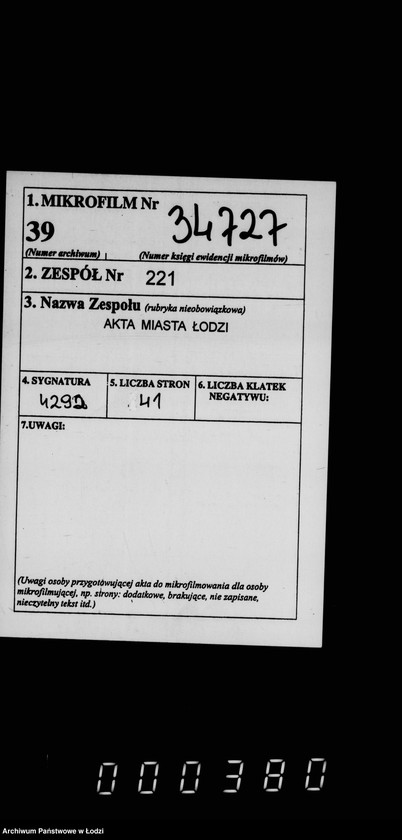 1. MIKROFILM Nr
34727
39
(Numer archiwum) (Numer księgi ewidencji mikrofilmów)
2. ZESPÓŁ Nr 221
3. Nazwa Zespołu (rubryka nieobowiązkowa)
AKTA MIASTA ŁODZI
4. SYGNATURA 5. LICZBA STRON 6. LICZBA KLATEK
NEGATYWU:
4292 41
7.UWAGI:
(Uwagi osoby przygotowującej akta do mikrofilmowania dla osoby
mikrofilmującej, np. strony: dodatkowe, brakujące, nie zapisane,
nieczytelny tekst itd.)
000380
Archiwum Państwowe w Łodzi